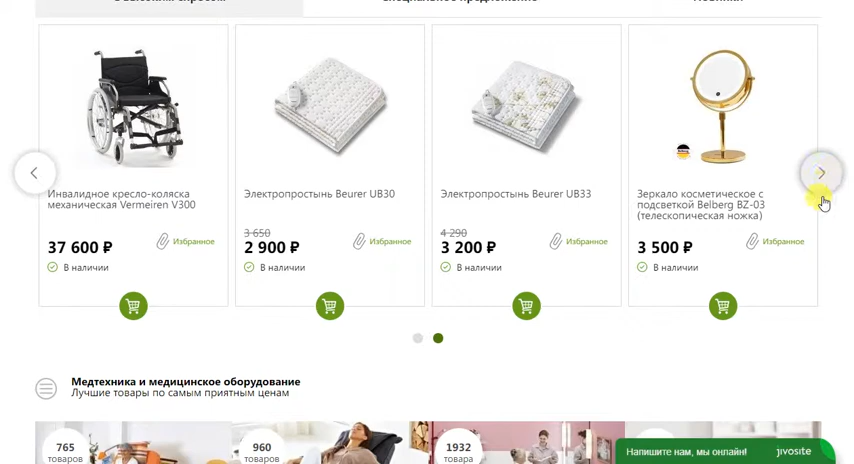 Специальное предложение
Инвалидное кресло-коляска
механическая Vermeiren V300
37 600 ₽
Избранное
В наличии
Электропростынь Beurer UB30
3 650
2 900 ₽
Избранное
В наличии
Электропростынь Beurer UB33
4 290
3 200 ₽
Избранное
В наличии
Зеркало косметическое с
подсветкой Belberg BZ-03
(телескопическая ножка)
3 500 ₽
Избранное
В наличии
Медтехника и медицинское оборудование
Лучшие товары по самым приятным ценам
765
товаров
960
товаров
1932
товара
Напишите нам, мы онлайн!
jivosite